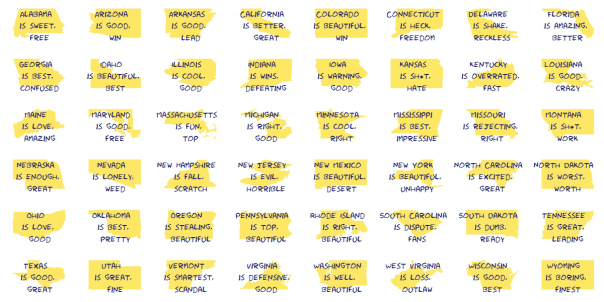 ALABAMA
IS SWEET.
FREE
ARIZONA
IS GOOD.
WIN
ARKANSAS
IS GOOD.
LEAD
CALIFORNIA
IS BETTER.
GREAT
COLORADO
IS BEAUTIFUL.
WIN
CONNECTICUT
IS HECK.
FREEDOM
DELAWARE
IS SHAKE.
RECKLESS
FLORIDA
IS AMAZING.
BETTER
GEORGIA
IS BEST.
CONFUSED
IDAHO
IS BEAUTIFUL.
BEST
ILLINOIS
IS COOL.
GOOD
INDIANA
IS WINS.
DEFEATING
IOWA
IS WARNING.
GOOD
KANSAS
IS SH*T.
HATE
KENTUCKY
IS OVERRATED.
FAST
LOUISIANA
IS GOOD.
CRAZY
MAINE
IS LOVE.
AMAZING
MARYLAND
IS GOOD.
FREE
MASSACHUSETTS
IS FUN.
TOP
MICHIGAN
IS RIGHT.
GOOD
MINNESOTA
IS COOL.
RIGHT
MISSISSIPPI
IS BEST.
IMPRESSIVE
MISSOURI
IS REJECTING.
RIGHT
MONTANA
IS SH*T.
WORK
NEBRASKA
IS ENOUGH.
GREAT
NEVADA
IS LONELY.
WEED
NEW HAMPSHIRE
IS FALL.
SCRATCH
NEW JERSEY
IS EVIL.
HORRIBLE
NEW MEXICO
IS BEAUTIFUL.
DESERT
NEW YORK
IS BEAUTIFUL.
UNHAPPY
NORTH CAROLINA
IS EXCITED.
GREAT
NORTH DAKOTA
IS WORST.
WORTH
OHIO
IS LOVE.
GOOD
OKLAHOMA
IS BEST.
PRETTY
OREGON
IS STEALING.
BEAUTIFUL
PENNSYLVANIA
IS TOP.
BEAUTIFUL
RHODE ISLAND
IS RIGHT.
BEAUTIFUL
SOUTH CAROLINA
IS DISPUTE.
FANS
SOUTH DAKOTA
IS DUMB.
READY
TENNESSEE
IS GREAT.
LEADING
TEXAS
IS GOOD.
GREAT
UTAH
IS GREAT.
FINE
VERMONT
IS SMARTEST.
SCANDAL
VIRGINIA
IS DEFENSIVE.
GOOD
WASHINGTON
IS WELL.
BEAUTIFUL
WEST VIRGINIA
IS LOSS.
OUTLAW
WISCONSIN
IS GOOD.
BEST
WYOMING
IS BORING.
FINEST